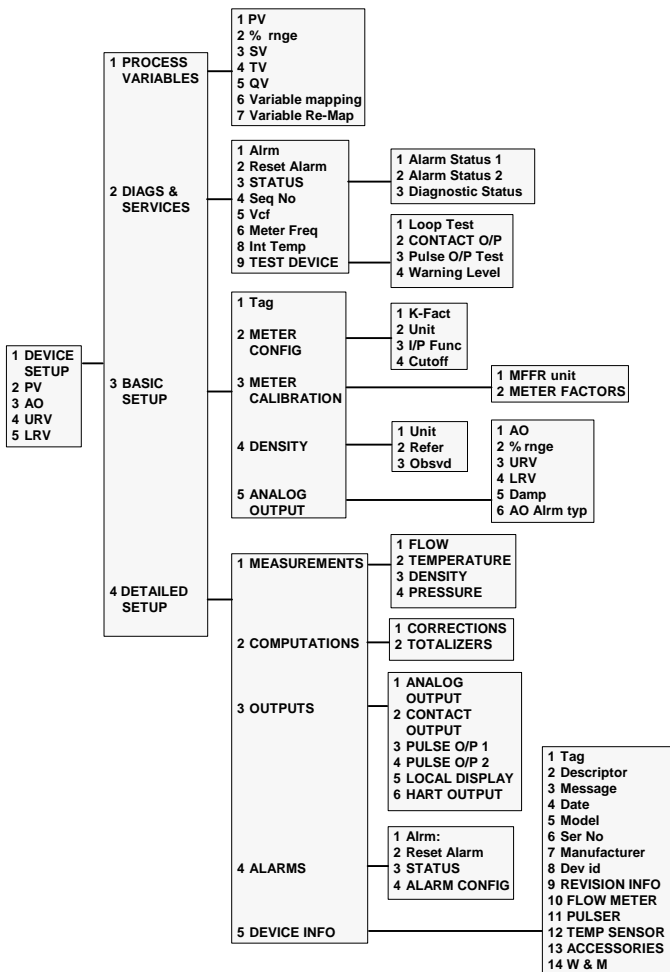 1 DEVICE
SETUP
2 PV
3 AO
4 URV
5 LRV
1 PROCESS
VARIABLES
2 DIAGS &
SERVICES
3 BASIC
SETUP
4 DETAILED
SETUP
1 PV
2 % rnge
3 SV
4 TV
5 QV
6 Variable mapping
7 Variable Re-Map
1 Alrm
2 Reset Alarm
3 STATUS
4 Seq No
5 Vcf
6 Meter Freq
8 Int Temp
9 TEST DEVICE
1 Alarm Status 1
2 Alarm Status 2
3 Diagnostic Status
1 Loop Test
2 CONTACT O/P
3 Pulse O/P Test
4 Warning Level
1 Tag
2 METER
CONFIG
3 METER
CALIBRATION
4 DENSITY
5 ANALOG
OUTPUT
1 K-Fact
2 Unit
3 I/P Func
4 Cutoff
1 MFFR unit
2 METER FACTORS
1 Unit
2 Refer
3 Obsvd
1 AO
2 % rnge
3 URV
4 LRV
5 Damp
6 AO Alrm typ
1 MEASUREMENTS
2 COMPUTATIONS
3 OUTPUTS
4 ALARMS
5 DEVICE INFO
1 FLOW
2 TEMPERATURE
3 DENSITY
4 PRESSURE
1 CORRECTIONS
2 TOTALIZERS
1 ANALOG
OUTPUT
2 CONTACT
OUTPUT
3 PULSE O/P 1
4 PULSE O/P 2
5 LOCAL DISPLAY
6 HART OUTPUT
1 Alrm:
2 Reset Alarm
3 STATUS
4 ALARM CONFIG
1 Tag
2 Descriptor
3 Message
4 Date
5 Model
6 Ser No
7 Manufacturer
8 Dev id
9 REVISION INFO
10 FLOW METER
11 PULSER
12 TEMP SENSOR
13 ACCESSORIES
14 W & M